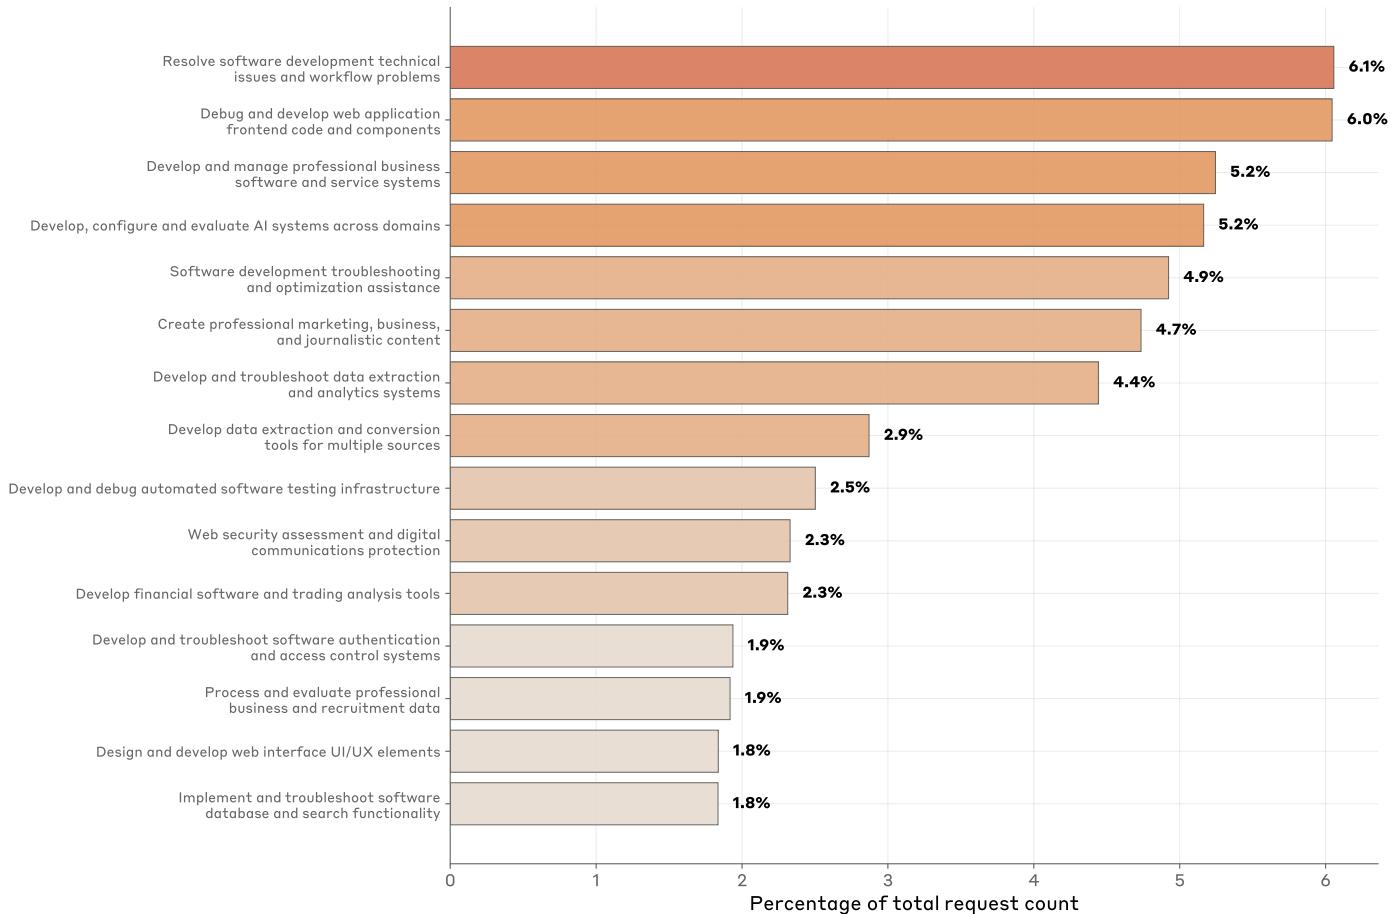 Resolve software development technical
issues and workflow problems
6.1%
Debug and develop web application
frontend code and components
6.0%
Develop and manage professional business
software and service systems
5.2%
Develop, configure and evaluate AI systems across domains
5.2%
Software development troubleshooting
and optimization assistance
4.9%
Create professional marketing, business,
and journalistic content
4.7%
Develop and troubleshoot data extraction
and analytics systems
4.4%
Develop data extraction and conversion
tools for multiple sources
2.9%
Develop and debug automated software testing infrastructure
2.5%
Web security assessment and digital
communications protection
2.3%
Develop financial software and trading analysis tools
2.3%
Develop and troubleshoot software authentication
and access control systems
1.9%
Process and evaluate professional
business and recruitment data
1.9%
Design and develop web interface UI/UX elements
1.8%
Implement and troubleshoot software
database and search functionality
1.8%
0 1 2 3 4 5 6
Percentage of total request count